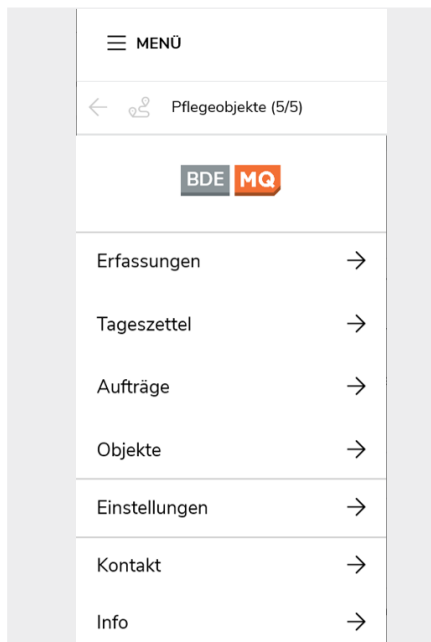 MENÜ
Pflegeobjekte (5/5)
BDE MQ
Erfassungen
Tageszettel
Aufträge
Objekte
Einstellungen
Kontakt
Info